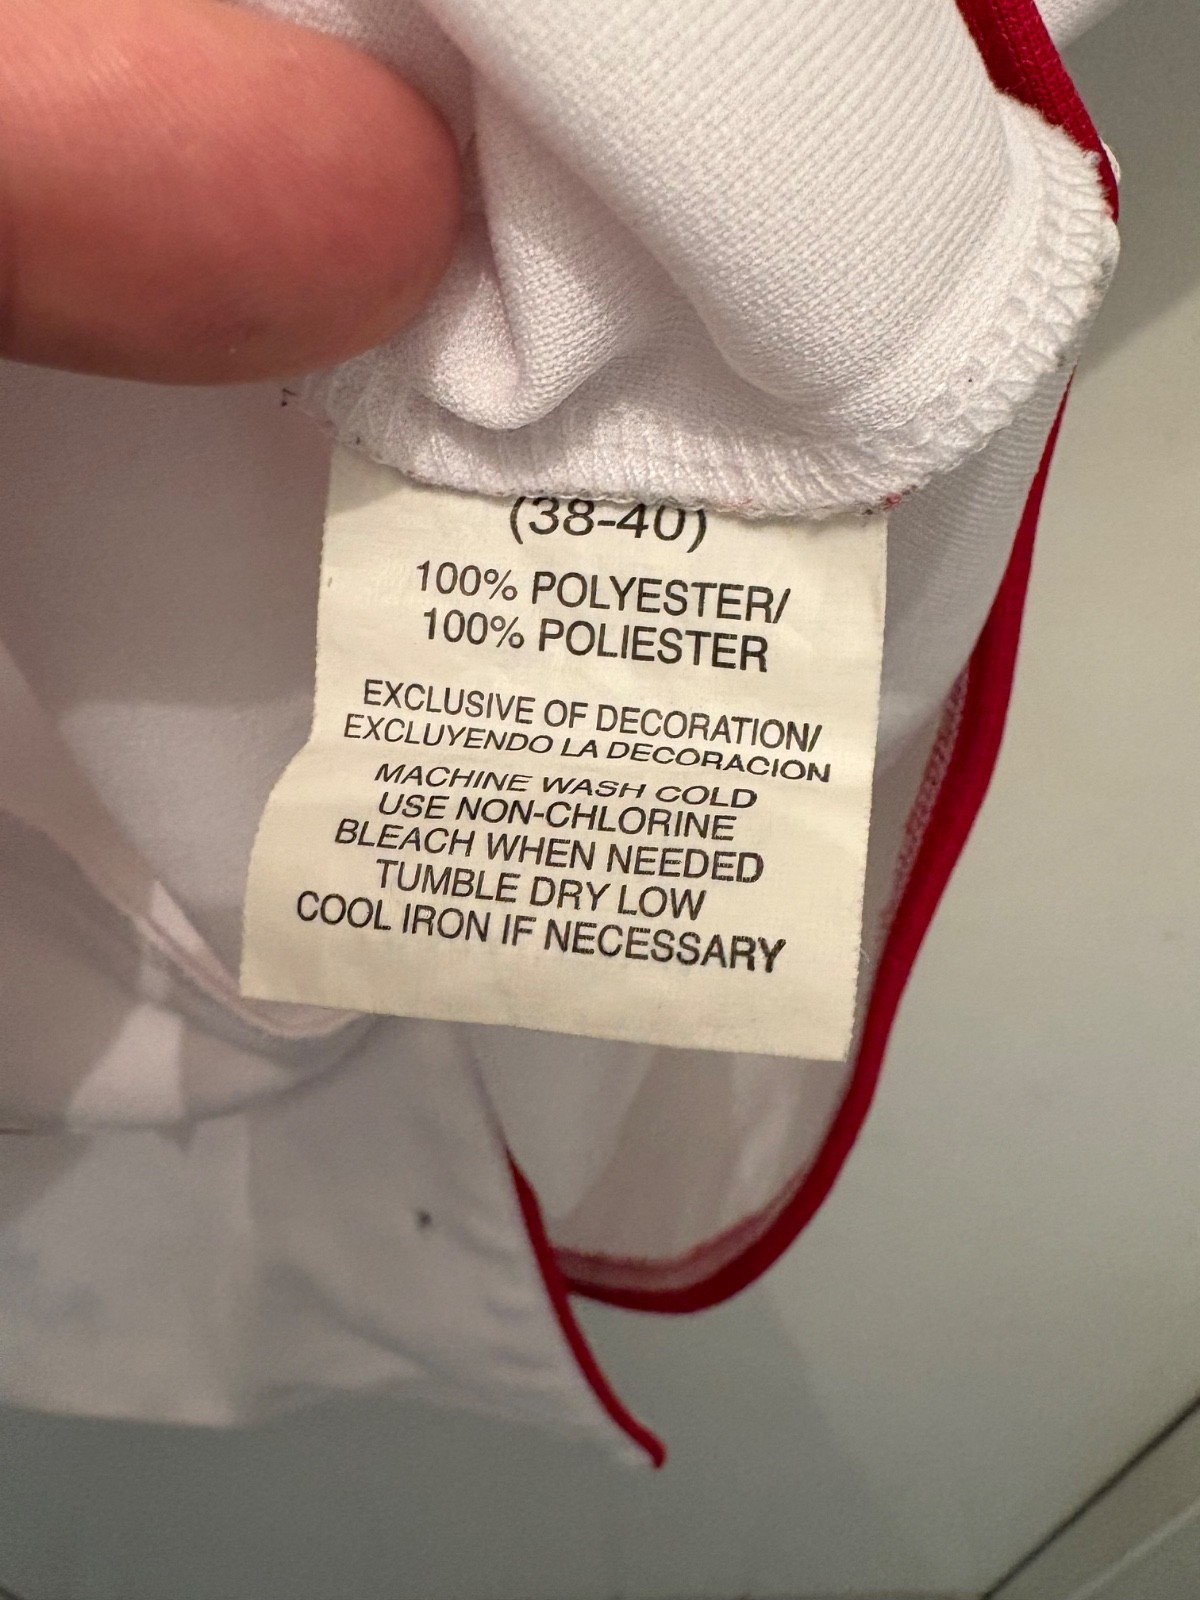 (38-40)
100% POLYESTER/
100% POLIESTER
EXCLUSIVE OF DECORATION/
EXCLUYENDO LA DECORACION
MACHINE WASH COLD
USE NON-CHLORINE
BLEACH WHEN NEEDED
TUMBLE DRY LOW
COOL IRON IF NECESSARY